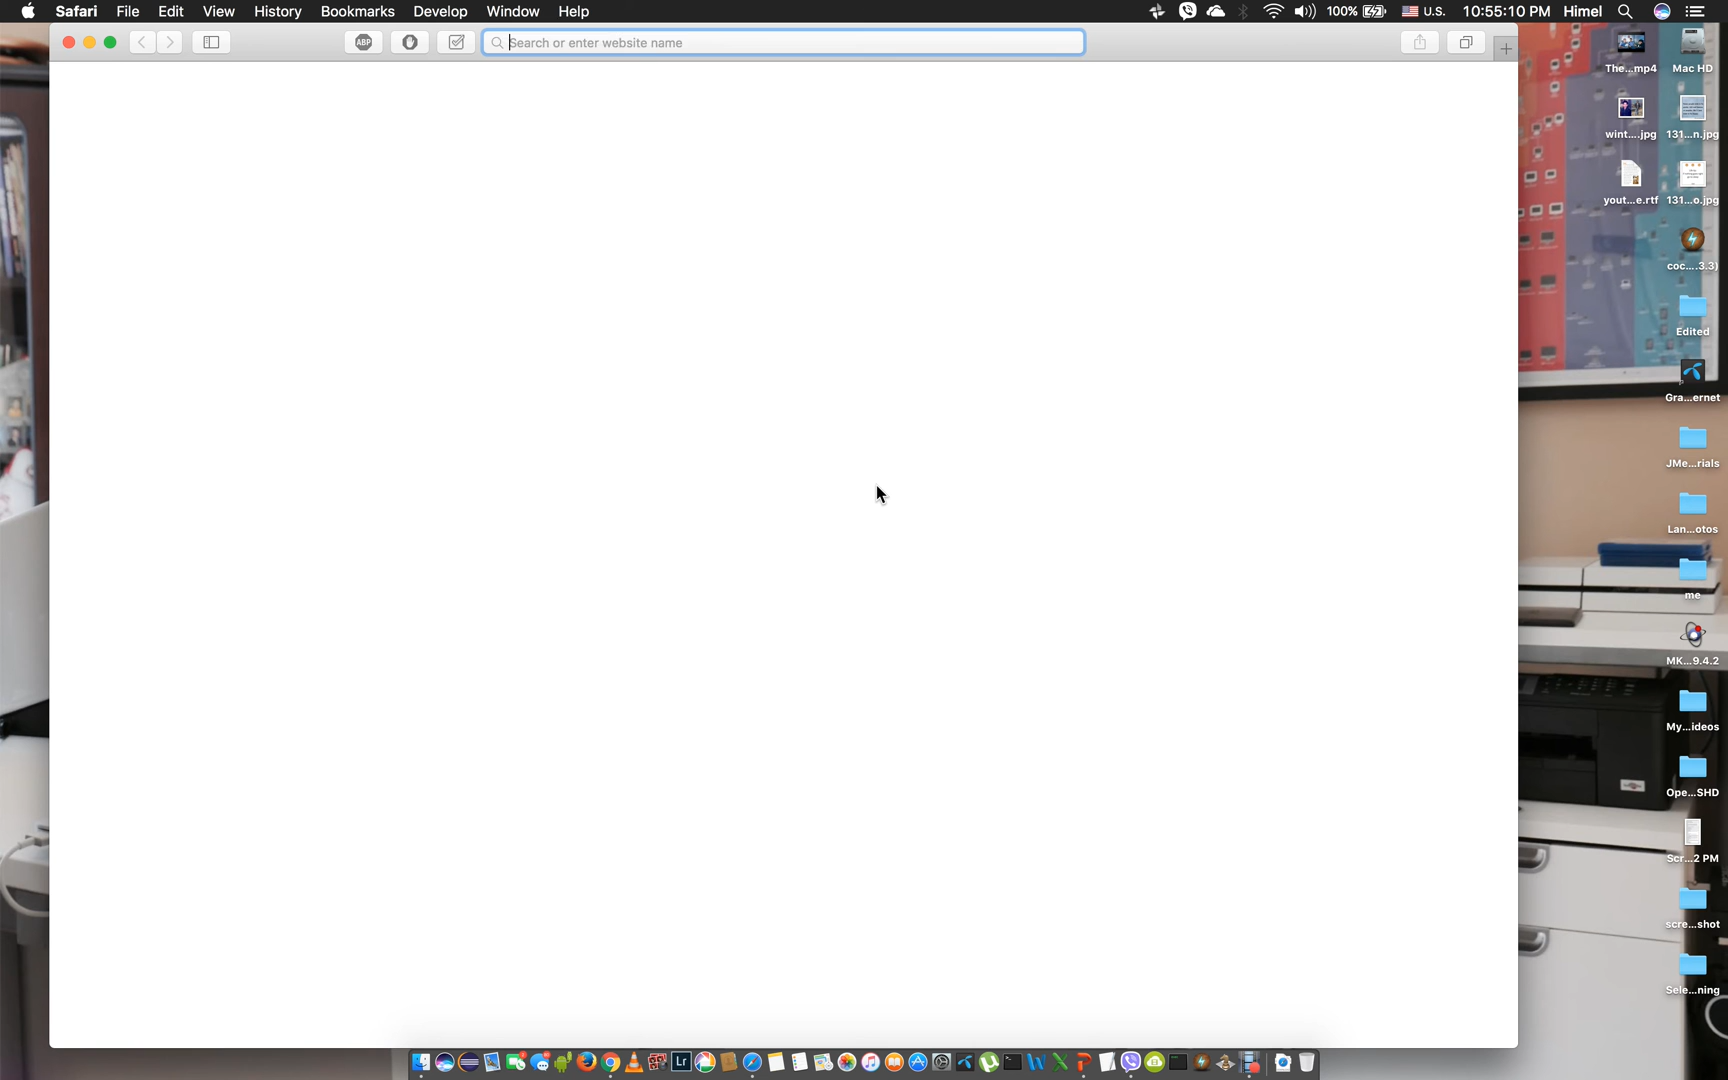 Safari File Edit View History Bookmarks Develop Window Help 100% U.S. 10:55:10 PM Himel
ABP Search or enter website name
The...mp4 Mac HD
wint....jpg 131...n.jpg
yout...e.rtf 131...o.jpg
coc....3.3)
Edited
Gra...ernet
JMe...rials
Lan...otos
me
MK...9.4.2
My...ideos
Ope...SHD
Scr...2 PM
scre...shot
Sele...ning
Lr